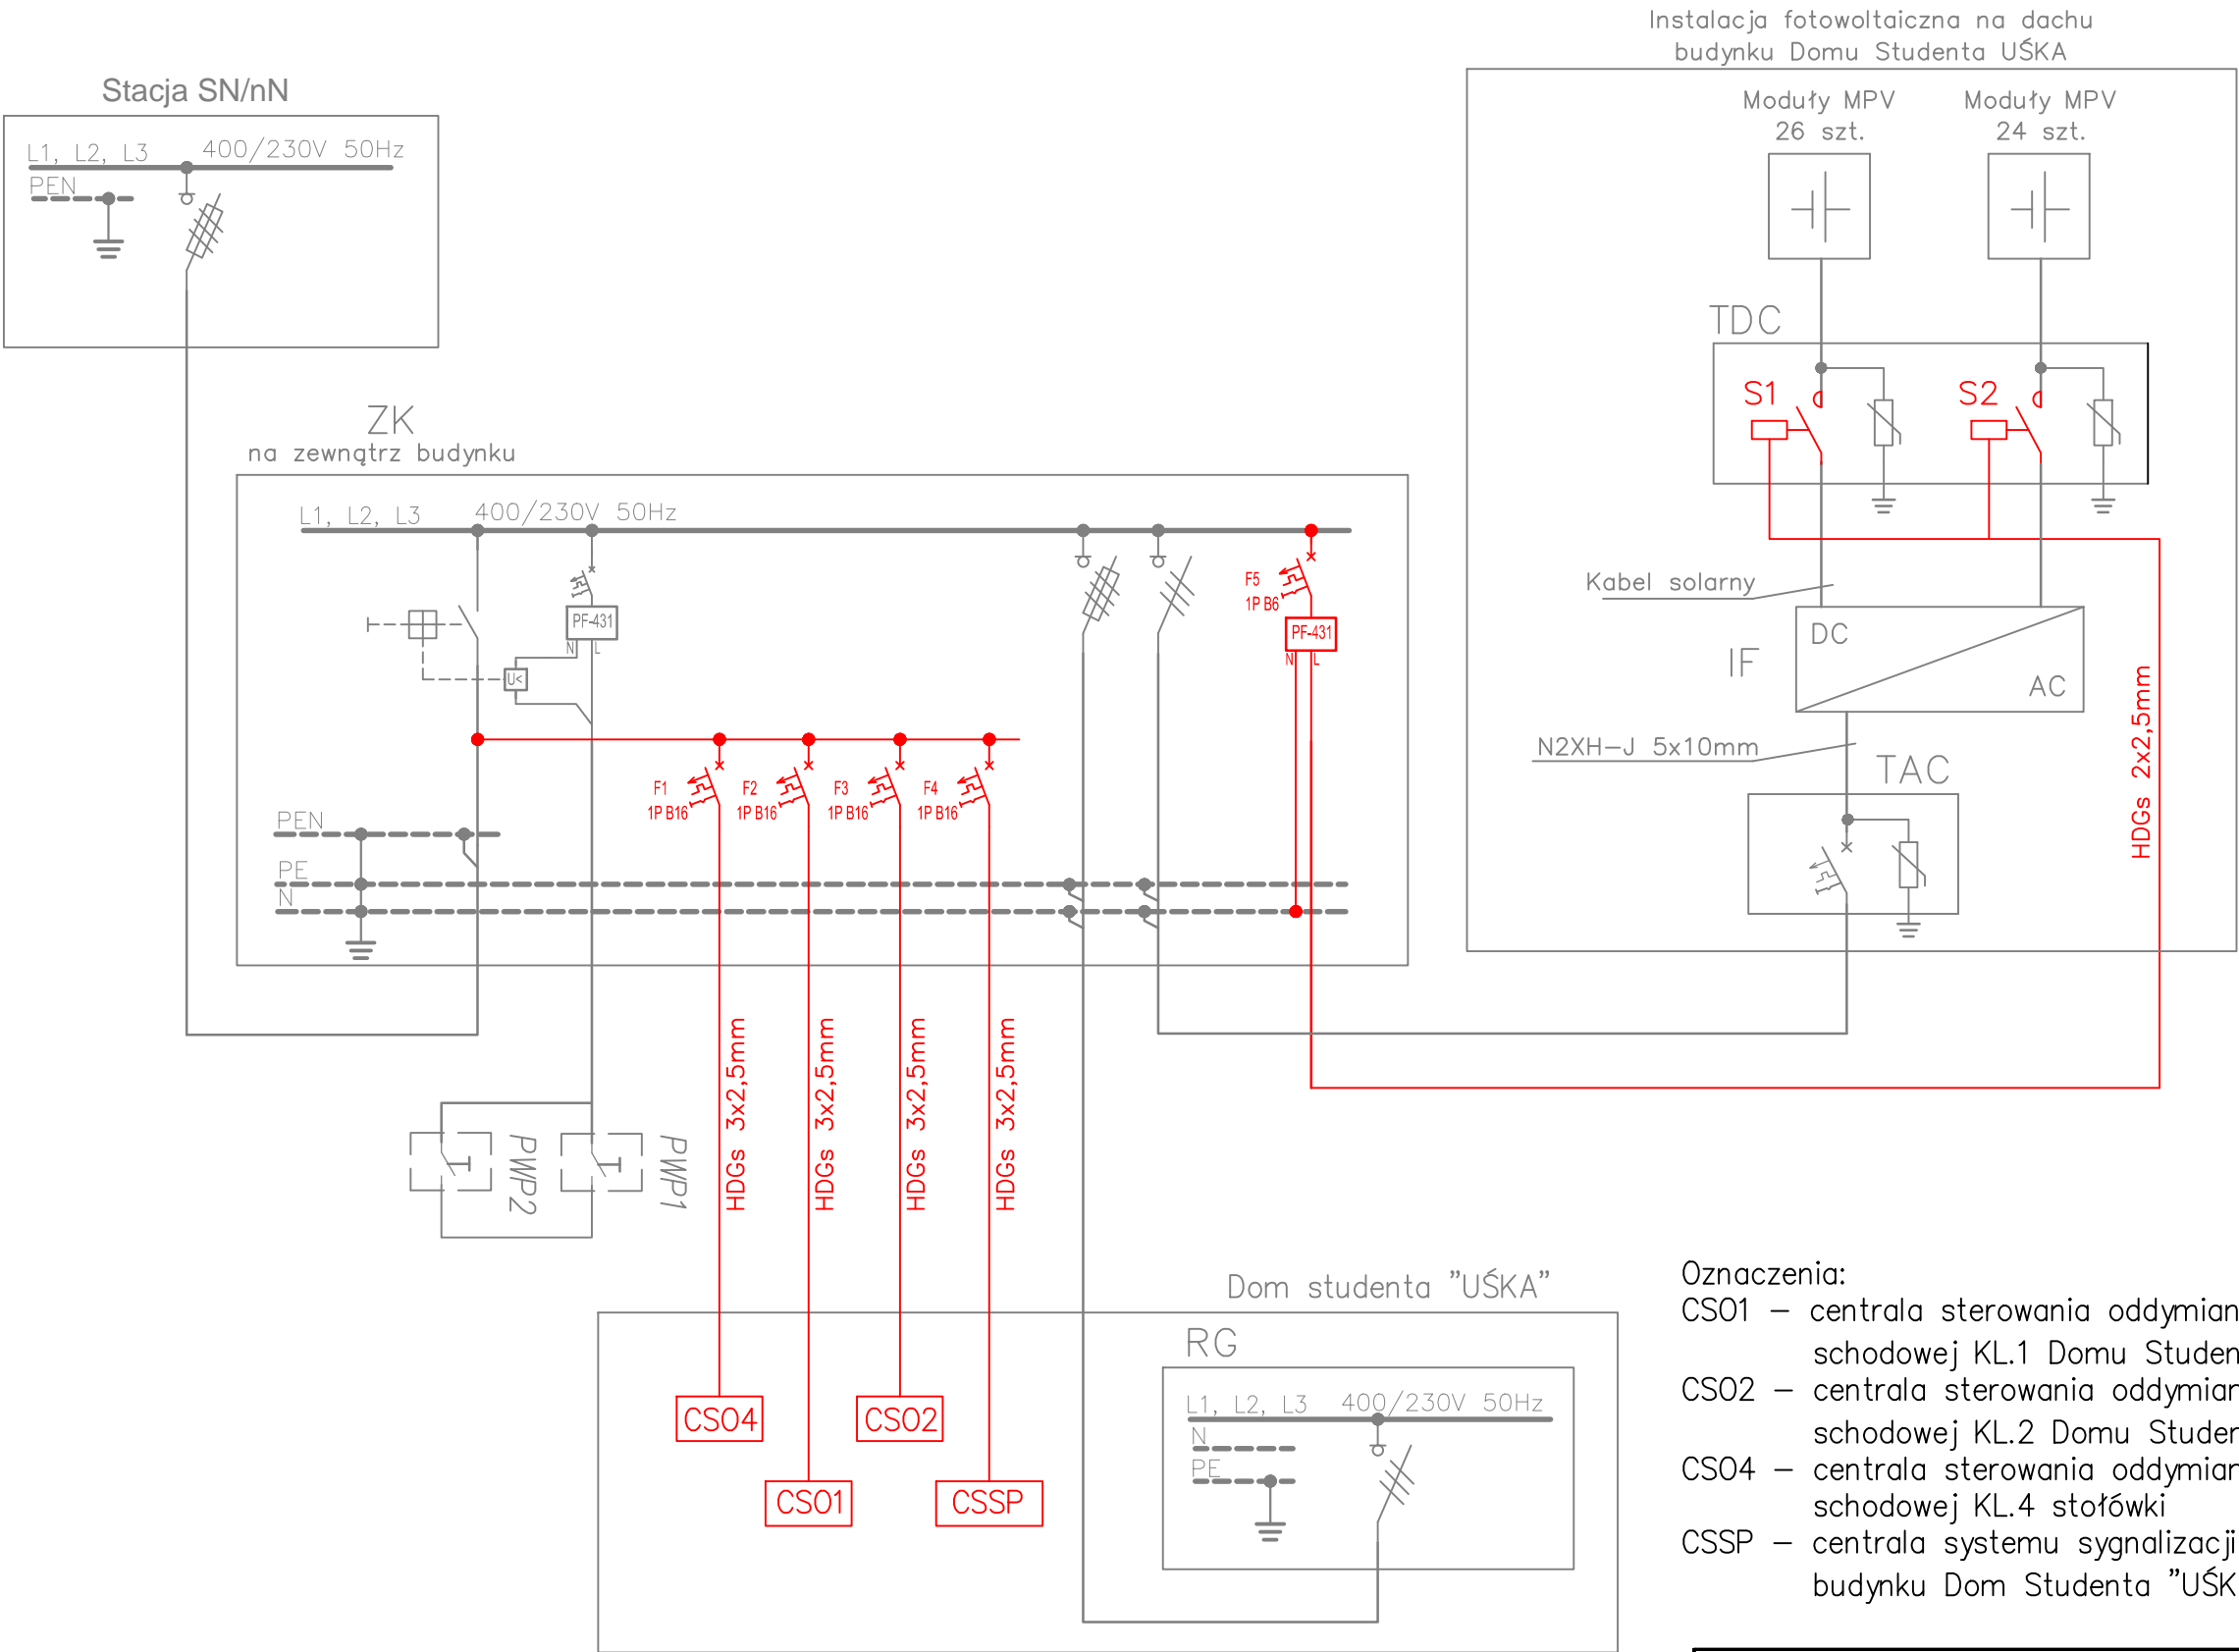 Instalacja fotowoltaiczna na dachu
budynku Domu Studenta UŚKA
Stacja SN/nN
L1, L2, L3 400/230V 50Hz
PEN
Moduły MPV
26 szt.
Moduły MPV
24 szt.
TDC
S1
S2
Kabel solarny
DC
AC
IF
N2XH-J 5x10mm
TAC
HDGs 2x2,5mm
ZK
na zewnątrz budynku
L1, L2, L3 400/230V 50Hz
PF-431
N L
U<
F5
1P B6
PF-431
N L
F1
1P B16
F2
1P B16
F3
1P B16
F4
1P B16
PEN
PE
N
HDGs 3x2,5mm
HDGs 3x2,5mm
HDGs 3x2,5mm
HDGs 3x2,5mm
PWP2
PWP1
Dom studenta "UŚKA"
RG
L1, L2, L3 400/230V 50Hz
N
PE
CSO4
CSO2
CSO1
CSSP
Oznaczenia:
CSO1 – centrala sterowania oddymian
schodowej KL.1 Domu Studen
CSO2 – centrala sterowania oddymian
schodowej KL.2 Domu Studen
CSO4 – centrala sterowania oddymian
schodowej KL.4 stołówki
CSSP – centrala systemu sygnalizacji
budynku Dom Studenta "UŚK